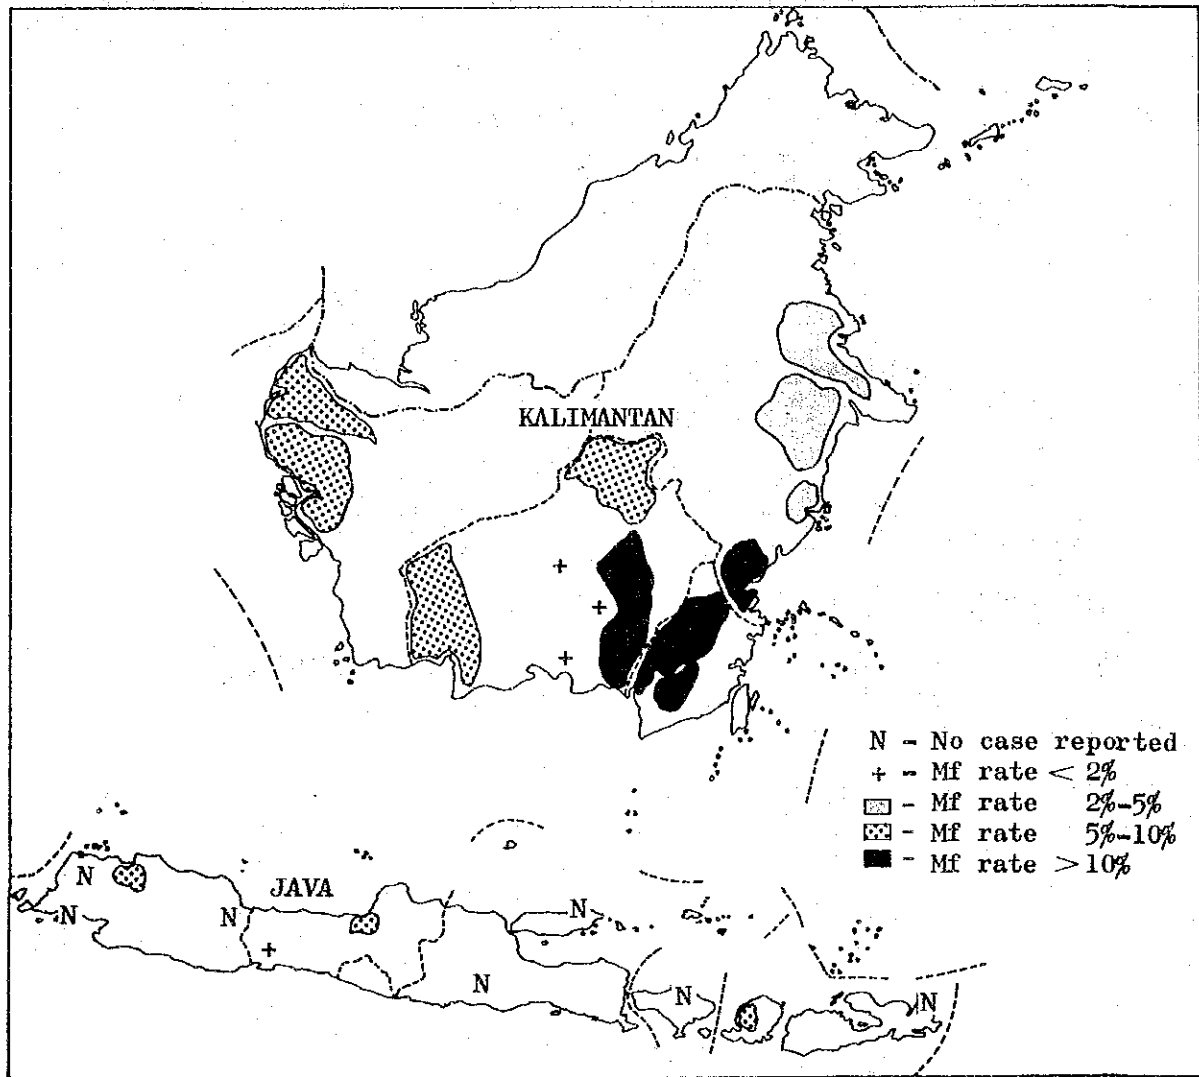 KALIMANTAN
+
+
+
N - No case reported
+ - Mf rate < 2%
- Mf rate 2%-5%
- Mf rate 5%-10%
- Mf rate > 10%
JAVA
N
N
N
N
+
N
N
N